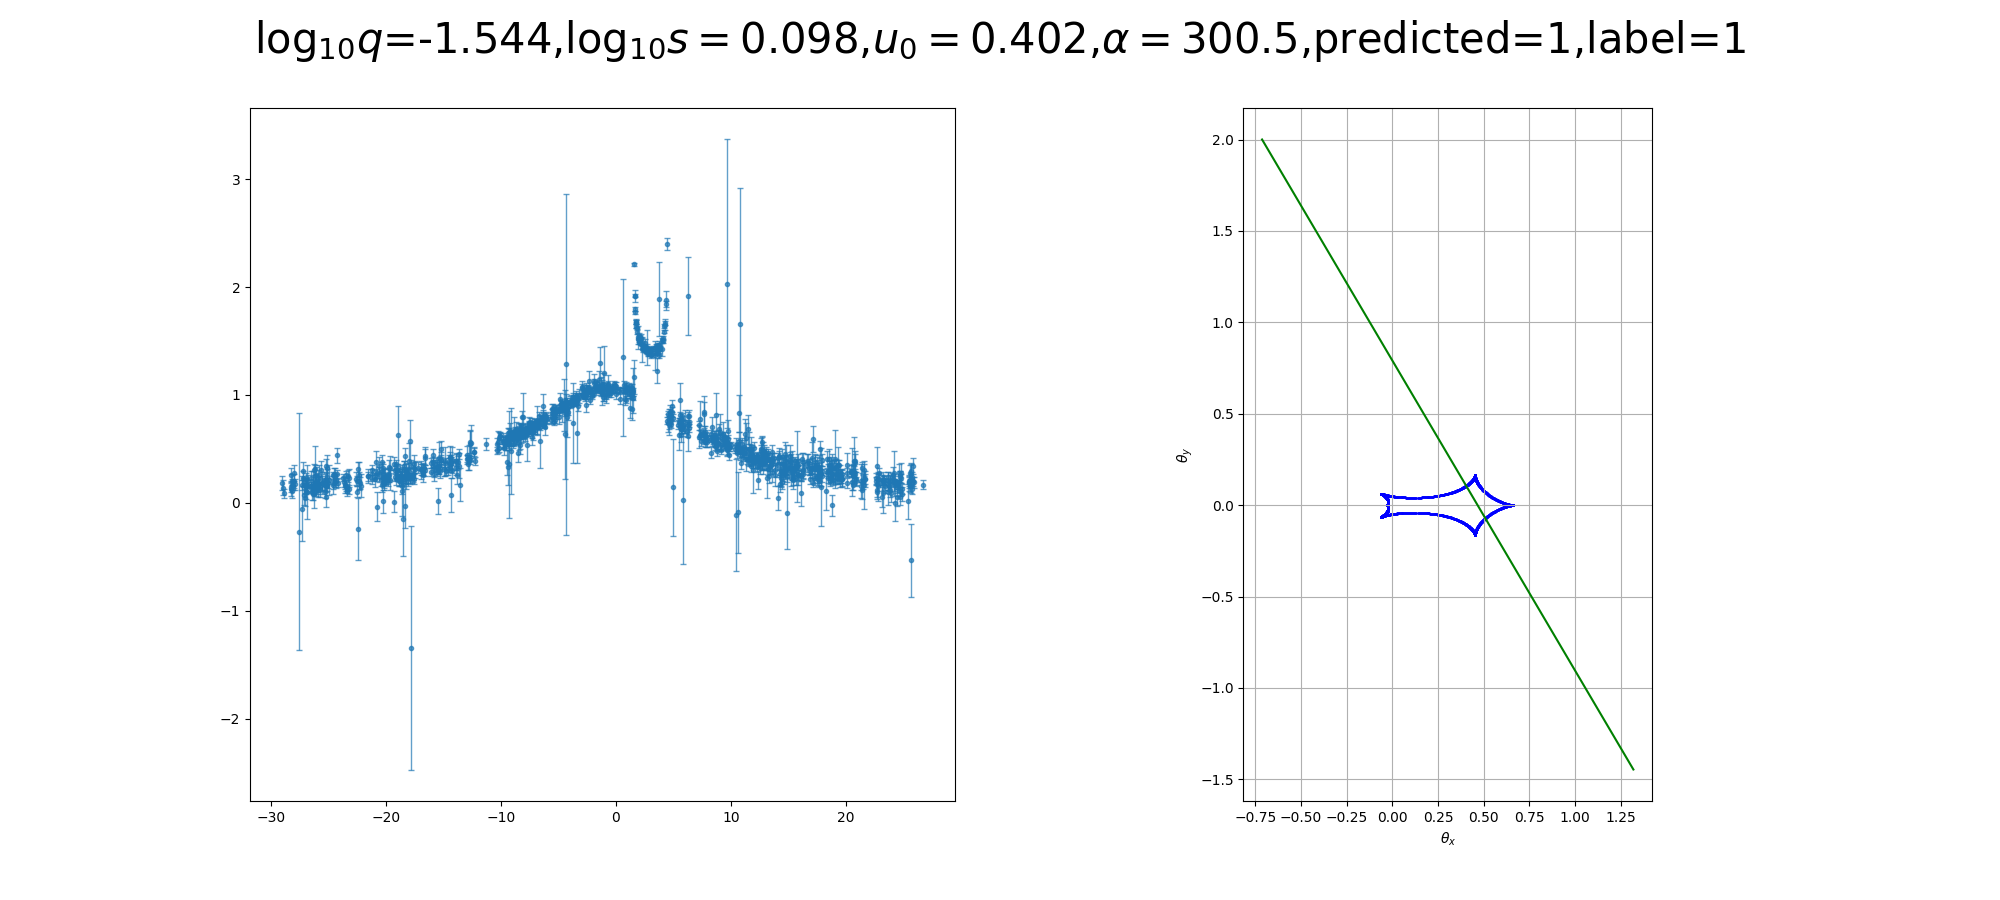 log₁₀q=-1.544,log₁₀s = 0.098,u₀ = 0.402,α = 300.5,predicted=1,label=1
3
2
1
0
−1
−2
−30 −20 −10 0 10 20
2.0
1.5
1.0
0.5
0.0
−0.5
−1.0
−1.5
θy
−0.75 −0.50 −0.25 0.00 0.25 0.50 0.75 1.00 1.25
θx